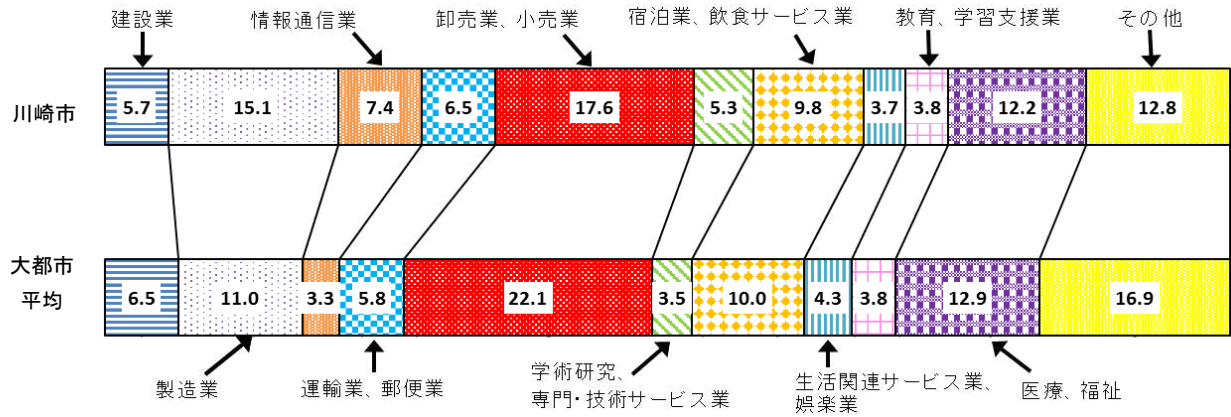 建設業
情報通信業
卸売業、小売業
宿泊業、飲食サービス業
教育、学習支援業
その他
川崎市
5.7
15.1
7.4
6.5
17.6
5.3
9.8
3.7
3.8
12.2
12.8
大都市
平均
6.5
11.0
3.3
5.8
22.1
3.5
10.0
4.3
3.8
12.9
16.9
製造業
運輸業、郵便業
学術研究、
専門・技術サービス業
生活関連サービス業、
娯楽業
医療、福祉